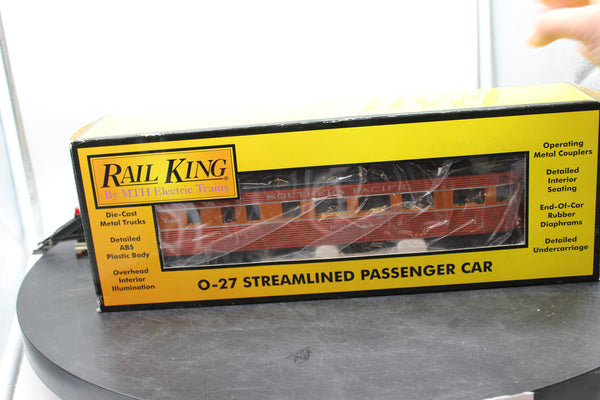 RAIL KING
By MTH Electric Trains
Die-Cast
Metal Trucks
Detailed
ABS
Plastic Body
Overhead
Interior
Illumination
SOUTHERN PACIFIC
Operating
Metal Couplers
Detailed
Interior
Seating
End-Of-Car
Rubber
Diaphrams
Detailed
Undercarriage
O-27 STREAMLINED PASSENGER CAR